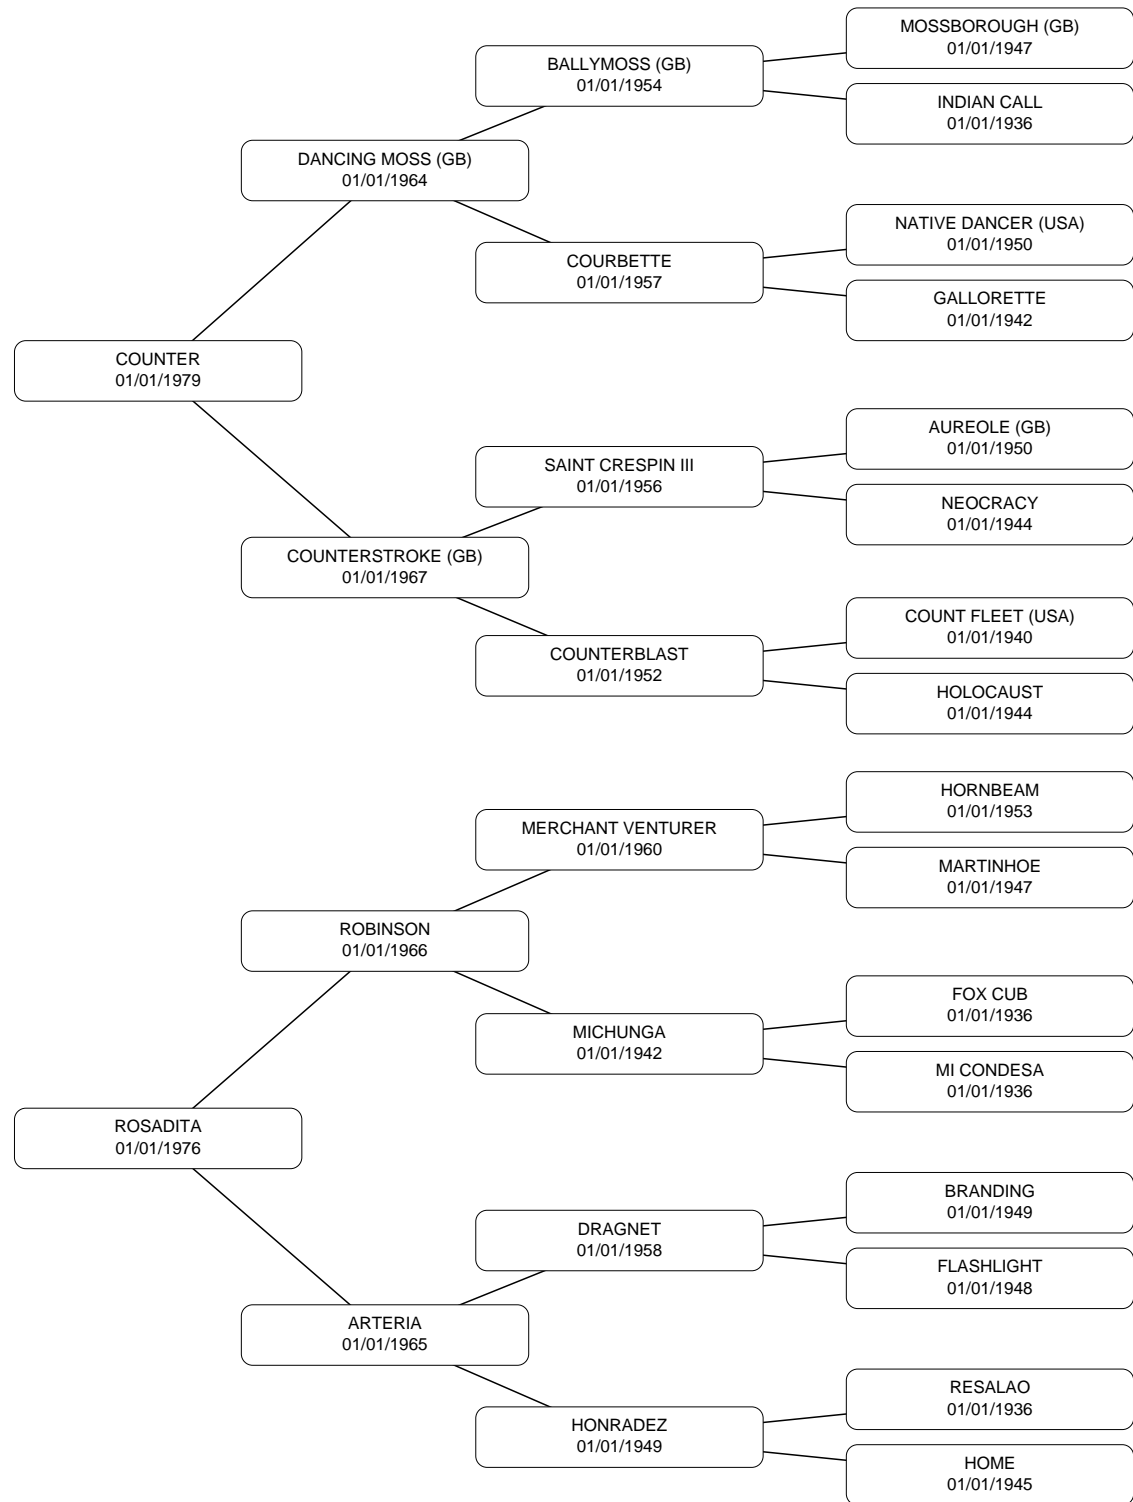 MOSSBOROUGH (GB)
01/01/1947
BALLYMOSS (GB)
01/01/1954
INDIAN CALL
01/01/1936
DANCING MOSS (GB)
01/01/1964
NATIVE DANCER (USA)
01/01/1950
COURBETTE
01/01/1957
GALLORETTE
01/01/1942
COUNTER
01/01/1979
AUREOLE (GB)
01/01/1950
SAINT CRESPIN III
01/01/1956
NEOCRACY
01/01/1944
COUNTERSTROKE (GB)
01/01/1967
COUNT FLEET (USA)
01/01/1940
COUNTERBLAST
01/01/1952
HOLOCAUST
01/01/1944
HORNBEAM
01/01/1953
MERCHANT VENTURER
01/01/1960
MARTINHOE
01/01/1947
ROBINSON
01/01/1966
FOX CUB
01/01/1936
MICHUNGA
01/01/1942
MI CONDESA
01/01/1936
ROSADITA
01/01/1976
BRANDING
01/01/1949
DRAGNET
01/01/1958
FLASHLIGHT
01/01/1948
ARTERIA
01/01/1965
RESALAO
01/01/1936
HONRADEZ
01/01/1949
HOME
01/01/1945